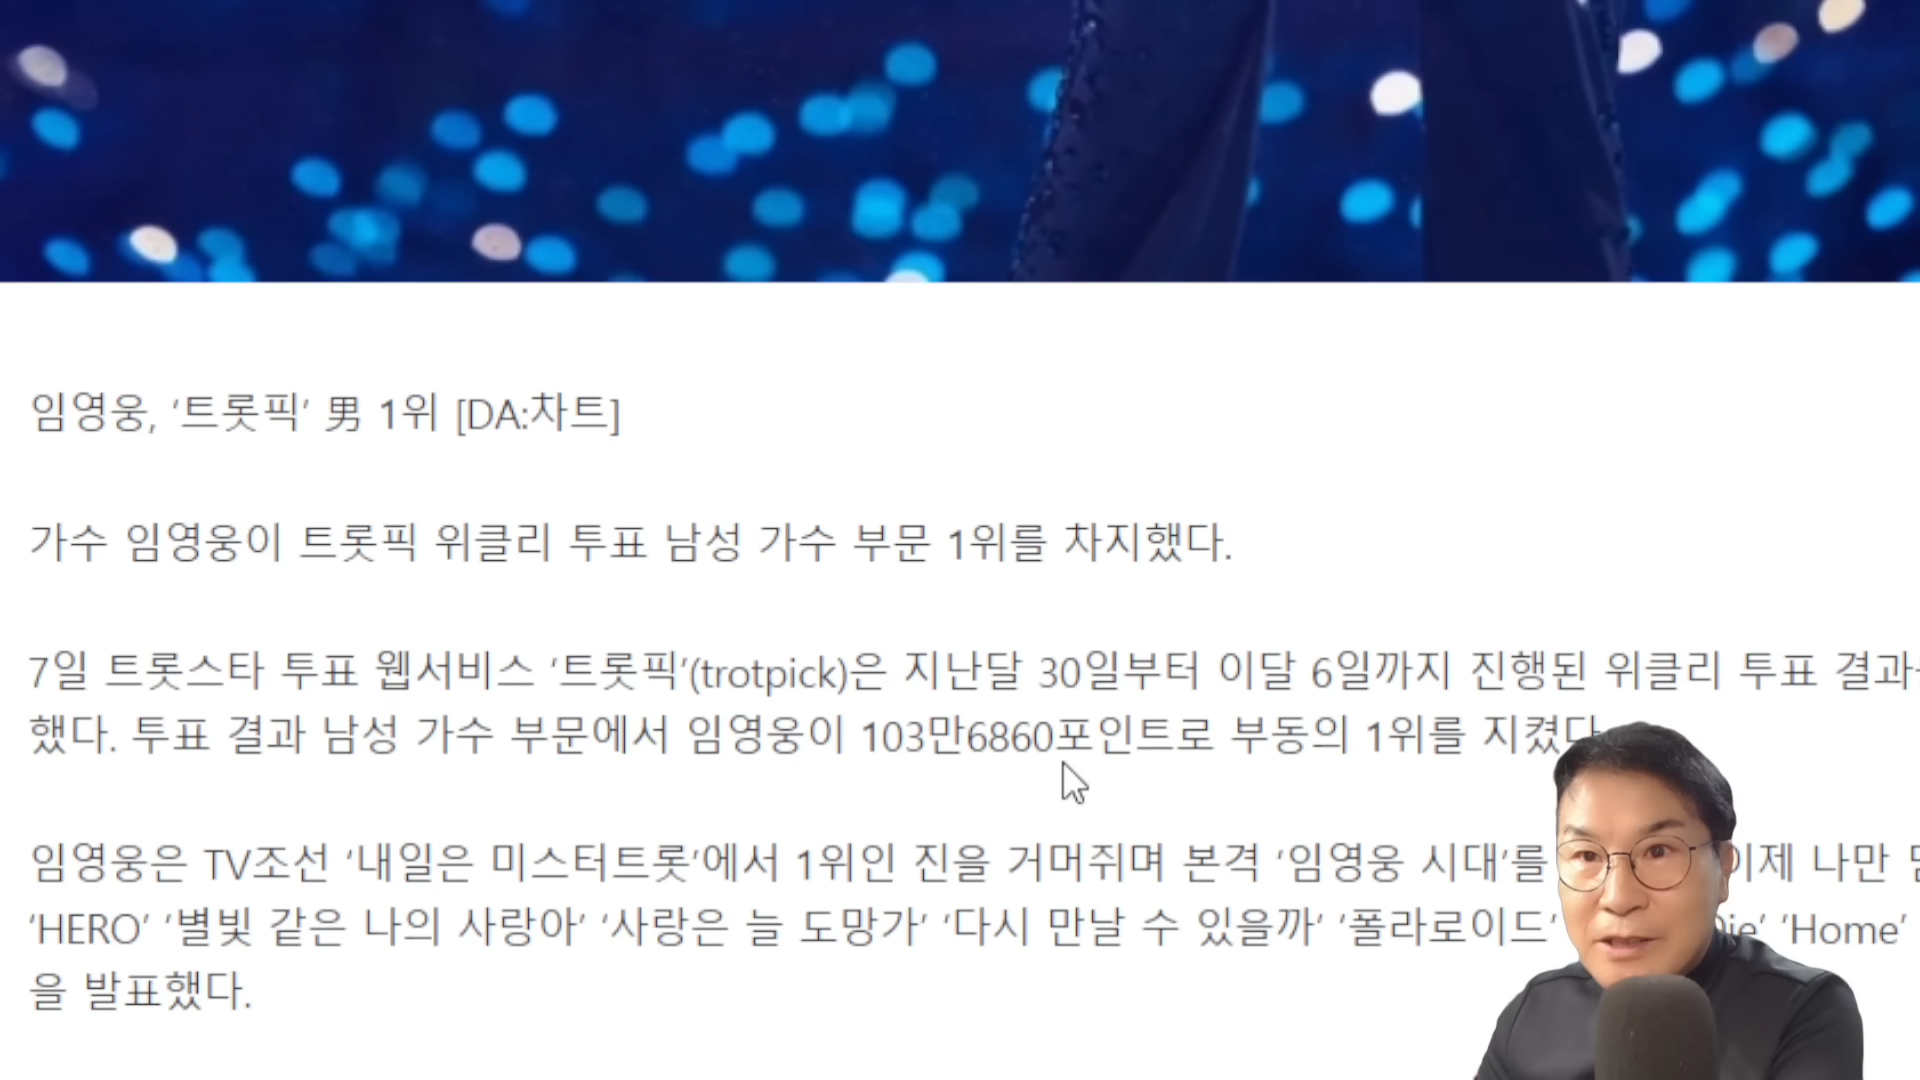 임영웅, ‘트롯픽’ 男 1위 [DA:차트]
가수 임영웅이 트롯픽 위클리 투표 남성 가수 부문 1위를 차지했다.
7일 트롯스타 투표 웹서비스 ‘트롯픽’(trotpick)은 지난달 30일부터 이달 6일까지 진행된 위클리 투표 결과
했다. 투표 결과 남성 가수 부문에서 임영웅이 103만6860포인트로 부동의 1위를 지켰다
임영웅은 TV조선 ‘내일은 미스터트롯’에서 1위인 진을 거머쥐며 본격 ‘임영웅 시대’를 이제 나만
‘HERO’ ‘별빛 같은 나의 사랑아’ ‘사랑은 늘 도망가’ ‘다시 만날 수 있을까’ ‘폴라로이드’ Die’ ‘Home’
을 발표했다.